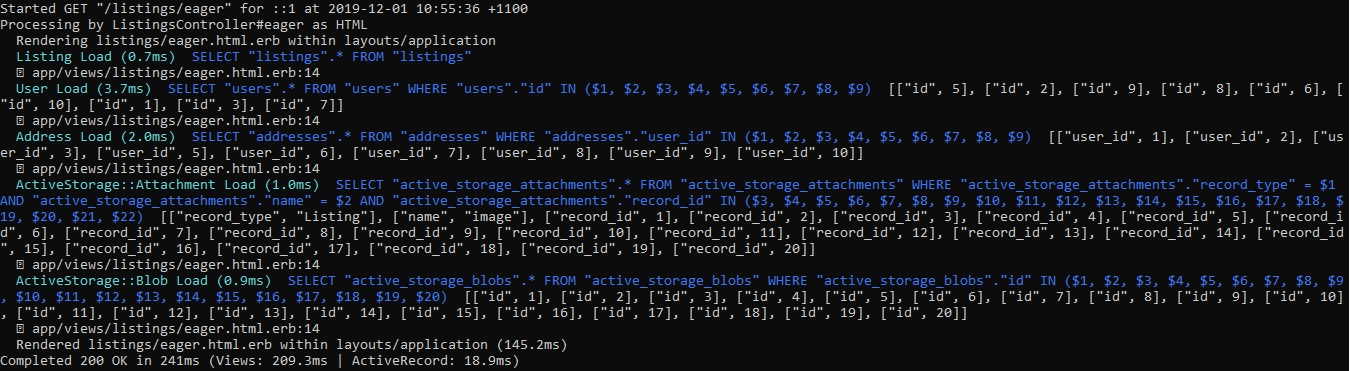 Started GET "/listings/eager" for ::1 at 2019-12-01 10:55:36 +1100
Processing by ListingsController#eager as HTML
  Rendering listings/eager.html.erb within layouts/application
  Listing Load (0.7ms)  SELECT "listings".* FROM "listings"
  app/views/listings/eager.html.erb:14
  User Load (3.7ms)  SELECT "users".* FROM "users" WHERE "users"."id" IN ($1, $2, $3, $4, $5, $6, $7, $8, $9)  [["id", 5], ["id", 2], ["id", 9], ["id", 8], ["id", 6], [
"id", 10], ["id", 1], ["id", 3], ["id", 7]]
  app/views/listings/eager.html.erb:14
  Address Load (2.0ms)  SELECT "addresses".* FROM "addresses" WHERE "addresses"."user_id" IN ($1, $2, $3, $4, $5, $6, $7, $8, $9)  [["user_id", 1], ["user_id", 2], ["us
er_id", 3], ["user_id", 5], ["user_id", 6], ["user_id", 7], ["user_id", 8], ["user_id", 9], ["user_id", 10]]
  app/views/listings/eager.html.erb:14
  ActiveStorage::Attachment Load (1.0ms)  SELECT "active_storage_attachments".* FROM "active_storage_attachments" WHERE "active_storage_attachments"."record_type" = $1
AND "active_storage_attachments"."name" = $2 AND "active_storage_attachments"."record_id" IN ($3, $4, $5, $6, $7, $8, $9, $10, $11, $12, $13, $14, $15, $16, $17, $18, $
19, $20, $21, $22)  [["record_type", "Listing"], ["name", "image"], ["record_id", 1], ["record_id", 2], ["record_id", 3], ["record_id", 4], ["record_id", 5], ["record_i
d", 6], ["record_id", 7], ["record_id", 8], ["record_id", 9], ["record_id", 10], ["record_id", 11], ["record_id", 12], ["record_id", 13], ["record_id", 14], ["record_id
", 15], ["record_id", 16], ["record_id", 17], ["record_id", 18], ["record_id", 19], ["record_id", 20]]
  app/views/listings/eager.html.erb:14
  ActiveStorage::Blob Load (0.9ms)  SELECT "active_storage_blobs".* FROM "active_storage_blobs" WHERE "active_storage_blobs"."id" IN ($1, $2, $3, $4, $5, $6, $7, $8, $9
, $10, $11, $12, $13, $14, $15, $16, $17, $18, $19, $20)  [["id", 1], ["id", 2], ["id", 3], ["id", 4], ["id", 5], ["id", 6], ["id", 7], ["id", 8], ["id", 9], ["id", 10]
, ["id", 11], ["id", 12], ["id", 13], ["id", 14], ["id", 15], ["id", 16], ["id", 17], ["id", 18], ["id", 19], ["id", 20]]
  app/views/listings/eager.html.erb:14
  Rendered listings/eager.html.erb within layouts/application (145.2ms)
Completed 200 OK in 241ms (Views: 209.3ms | ActiveRecord: 18.9ms)